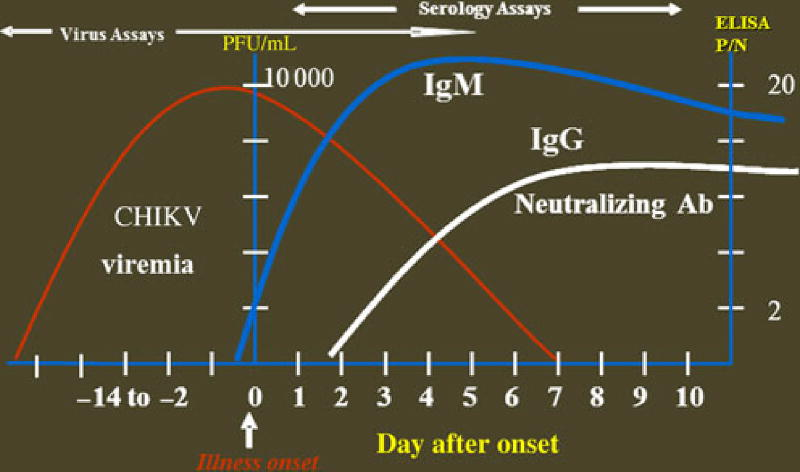 Serology Assays
Virus Assays
PFU/mL
ELISA
P/N
10 000
20
IgM
IgG
CHIKV
viremia
Neutralizing Ab
2
–14 to –2 0 1 2 3 4 5 6 7 8 9 10
Day after onset
Illness onset